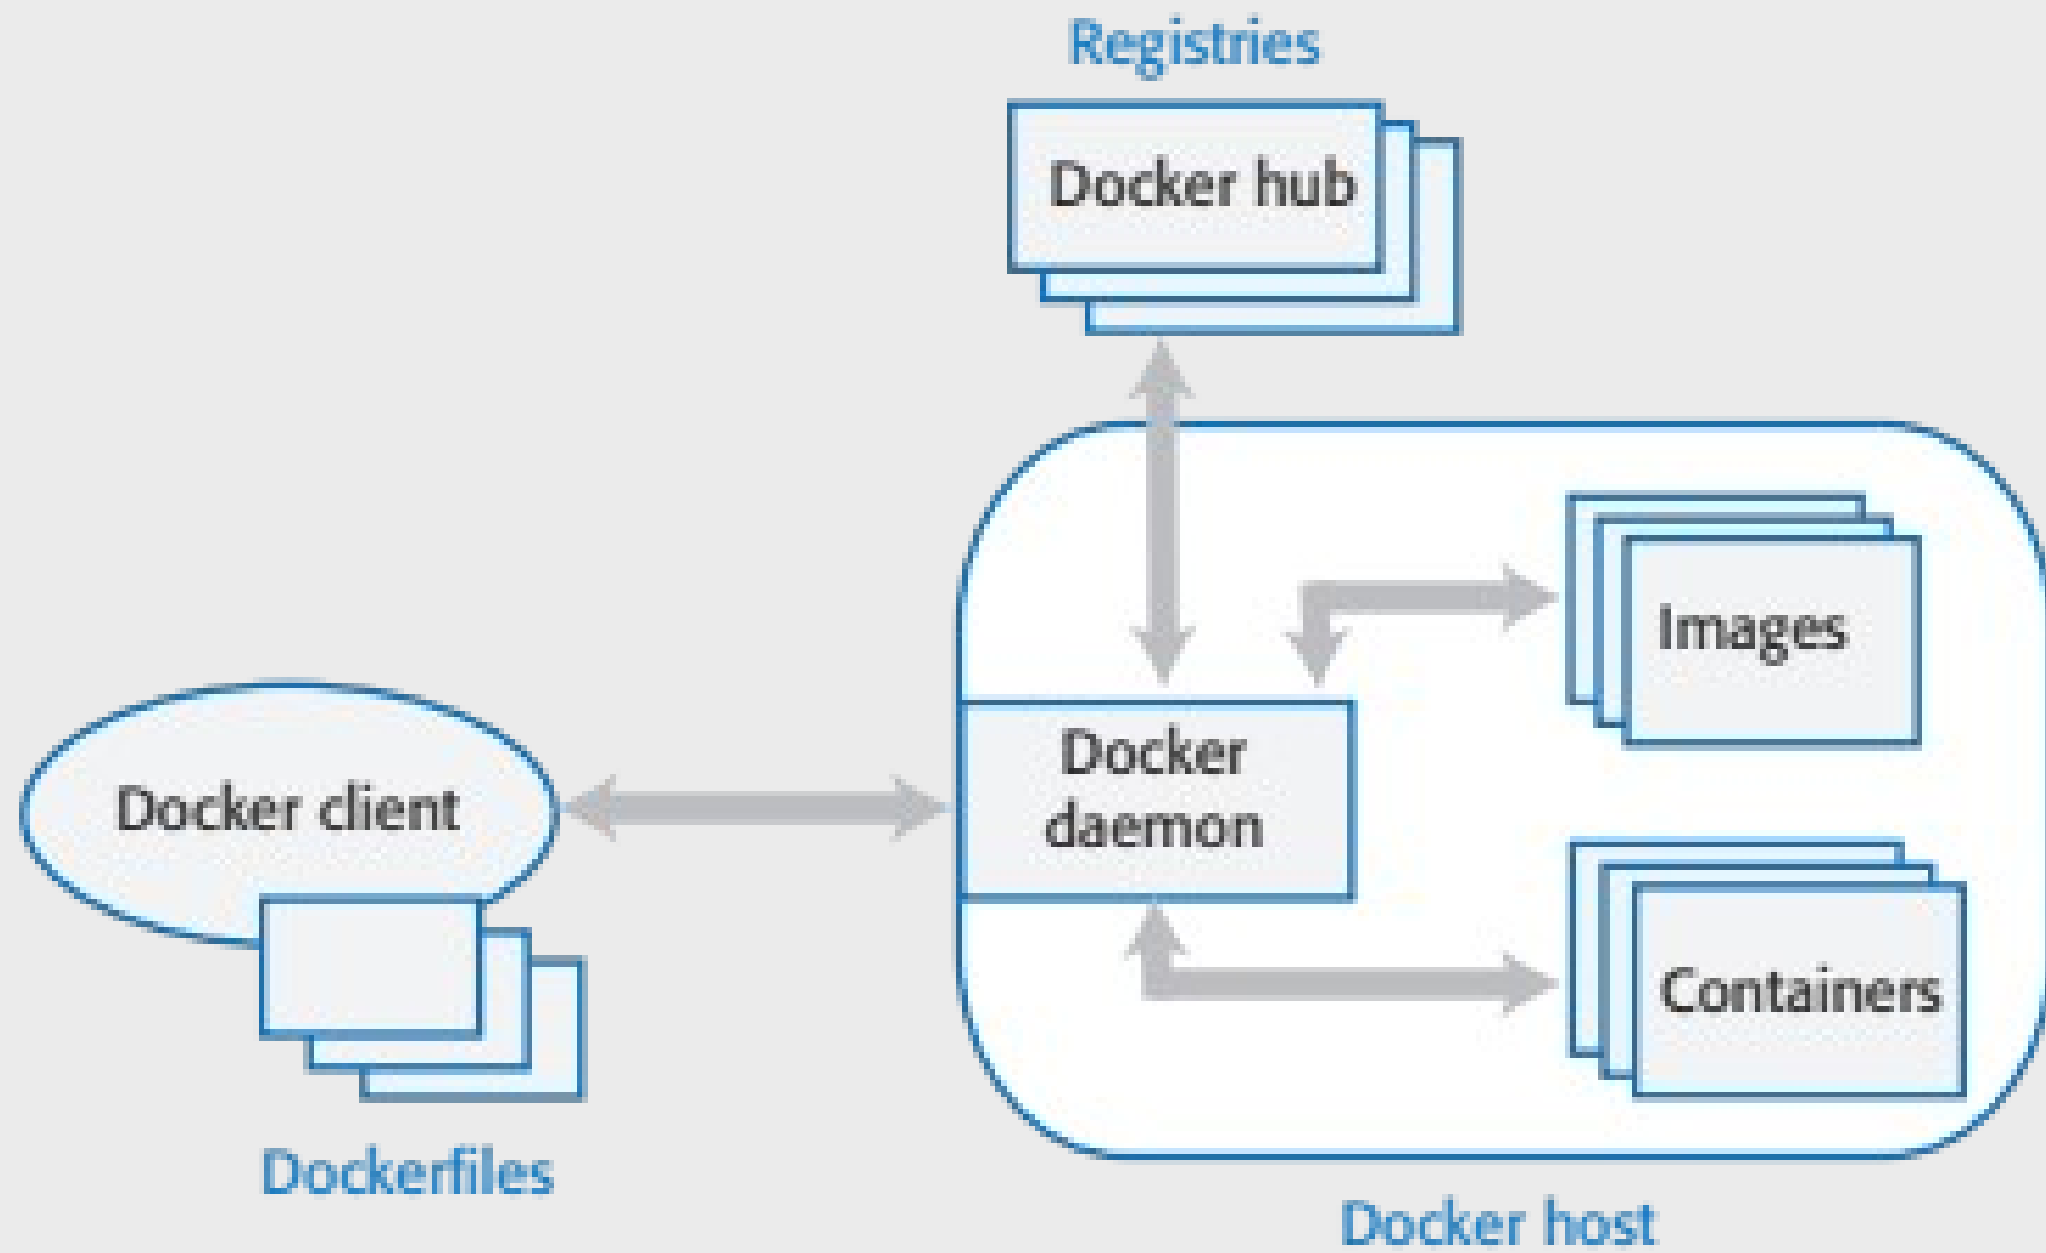 Registries
Docker hub
Images
Docker
daemon
Docker client
Containers
Dockerfiles
Docker host